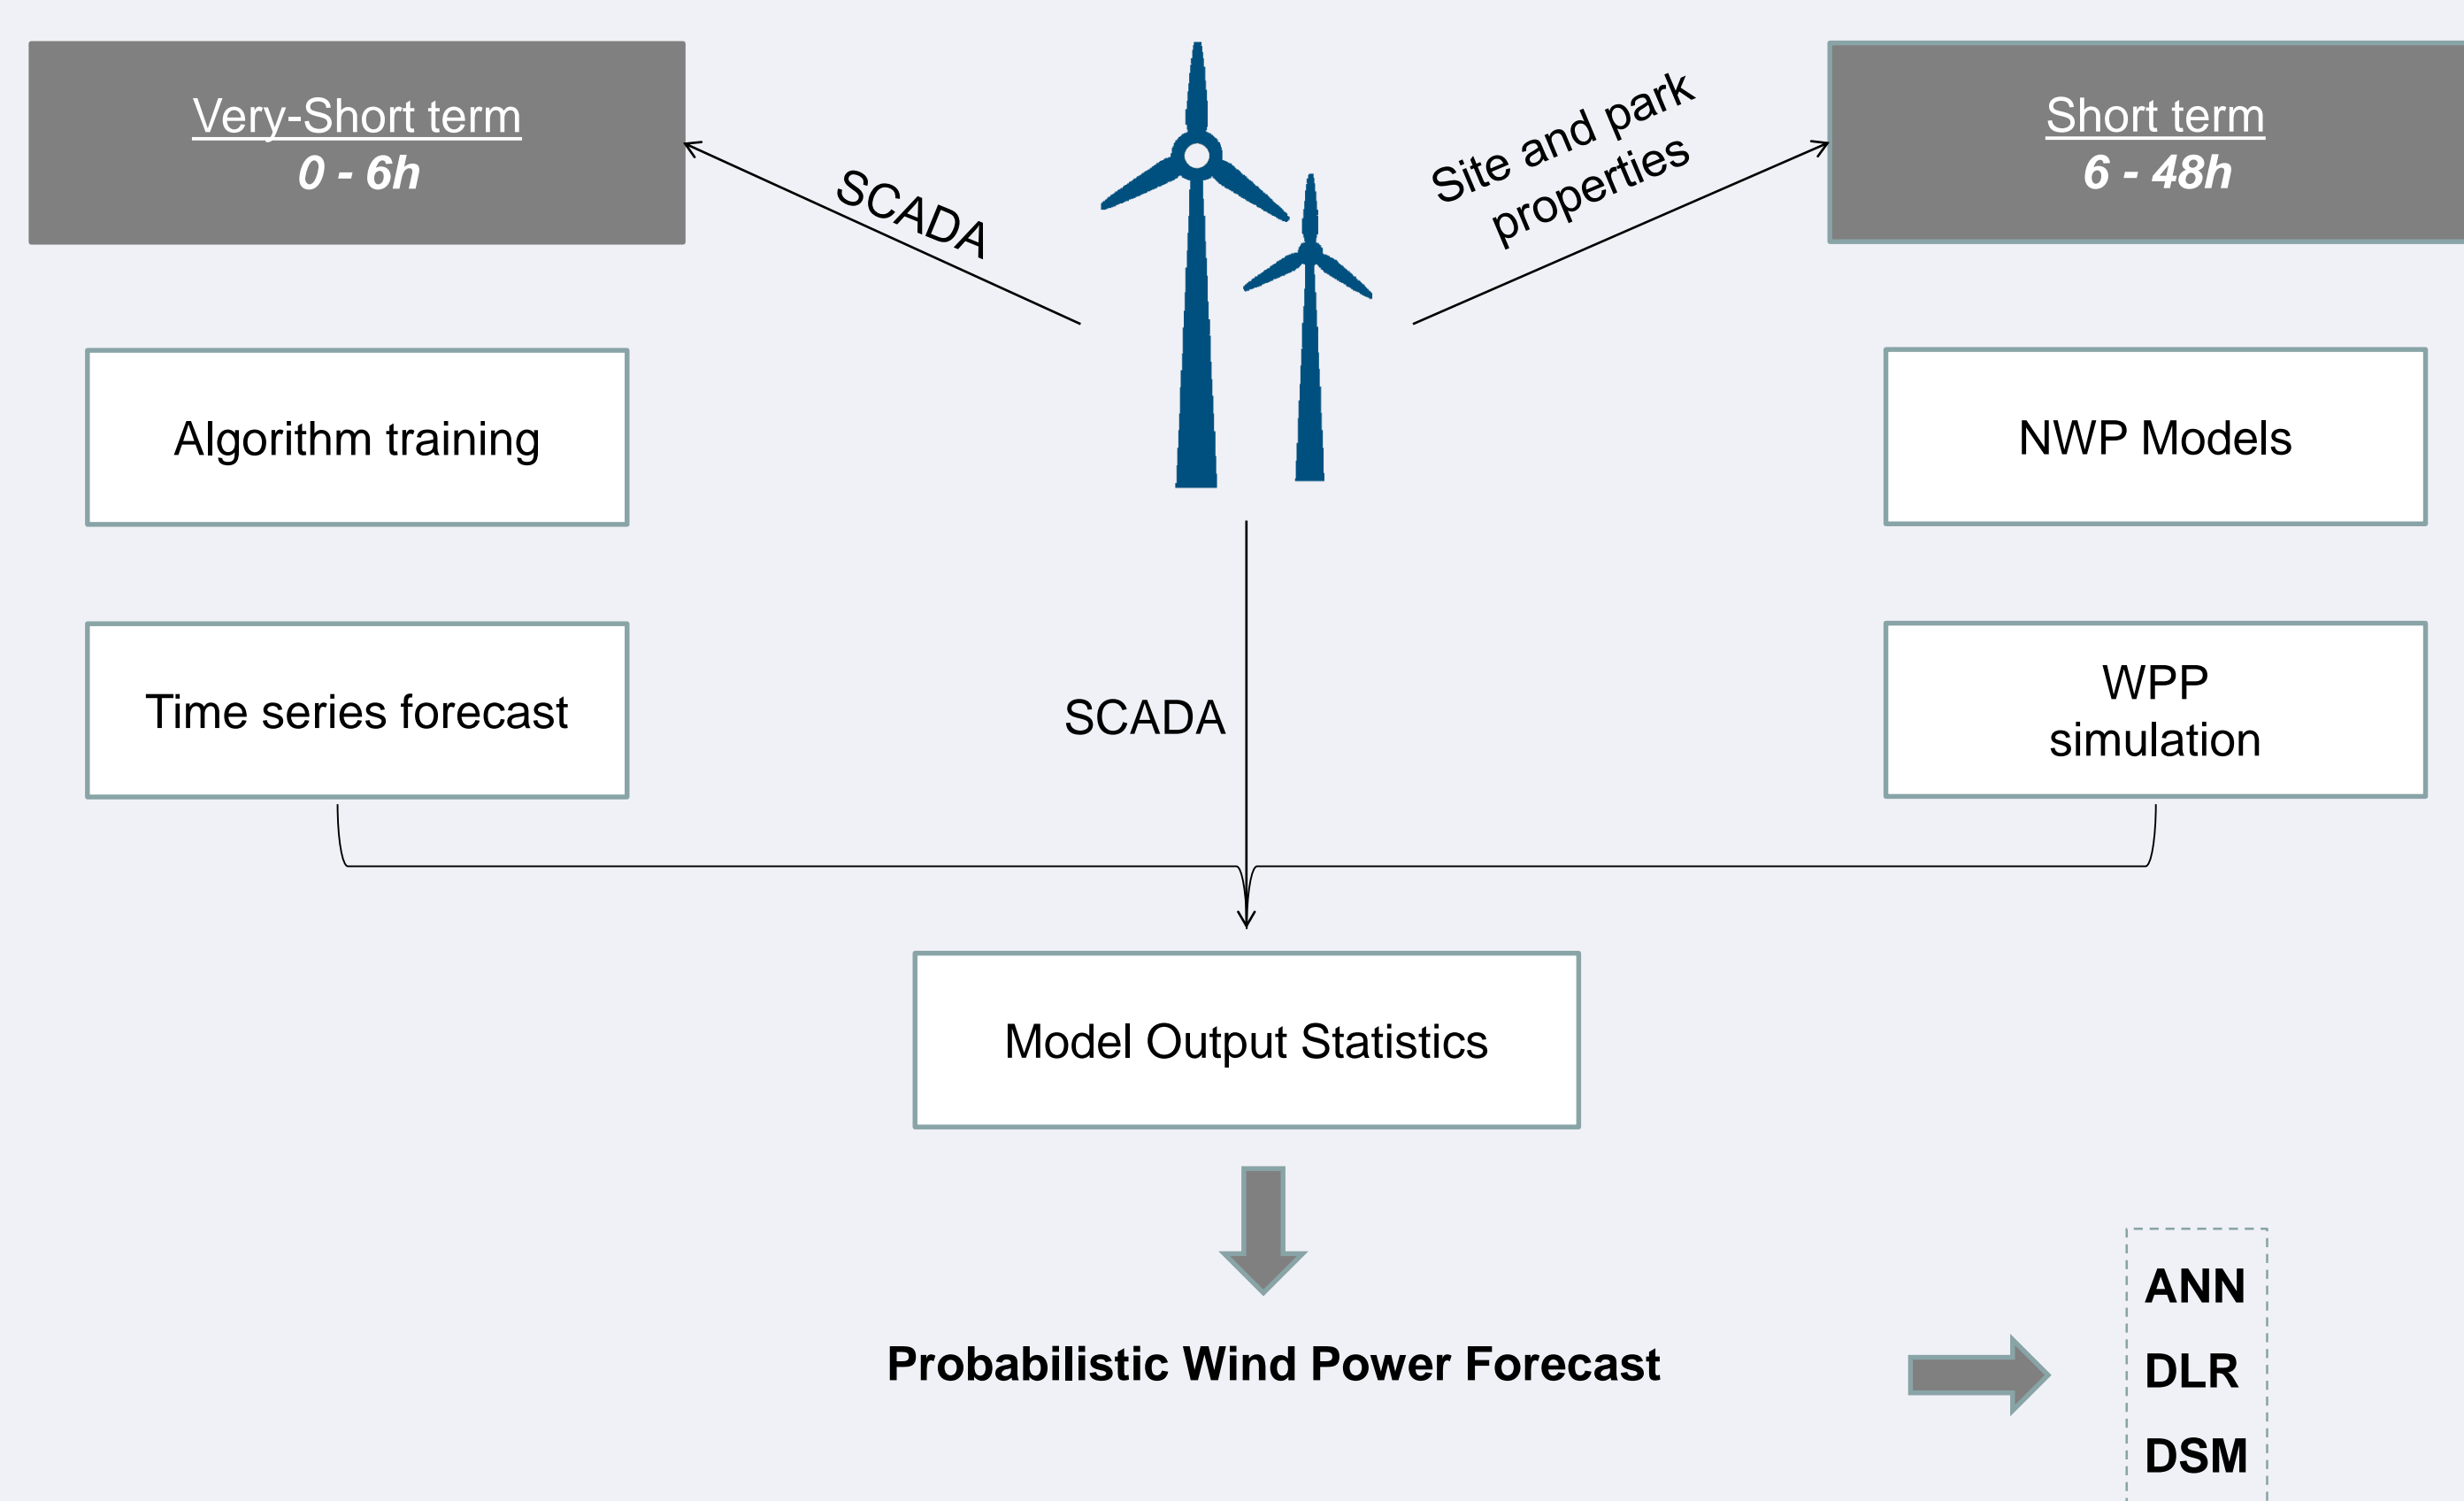 Very-Short term
0 - 6h
SCADA
Site and park
properties
Short term
6 - 48h
Algorithm training
NWP Models
Time series forecast
SCADA
WPP
simulation
Model Output Statistics
Probabilistic Wind Power Forecast
ANN
DLR
DSM